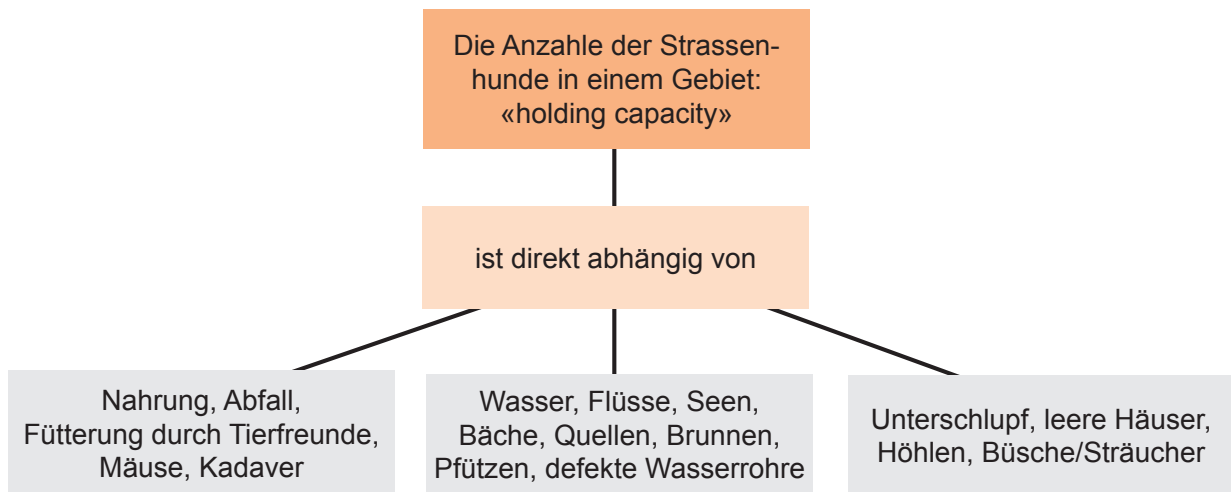 Die Anzahle der Strassen-
hunde in einem Gebiet:
«holding capacity»
ist direkt abhängig von
Nahrung, Abfall,
Fütterung durch Tierfreunde,
Mäuse, Kadaver
Wasser, Flüsse, Seen,
Bäche, Quellen, Brunnen,
Pfützen, defekte Wasserrohre
Unterschlupf, leere Häuser,
Höhlen, Büsche/Sträucher